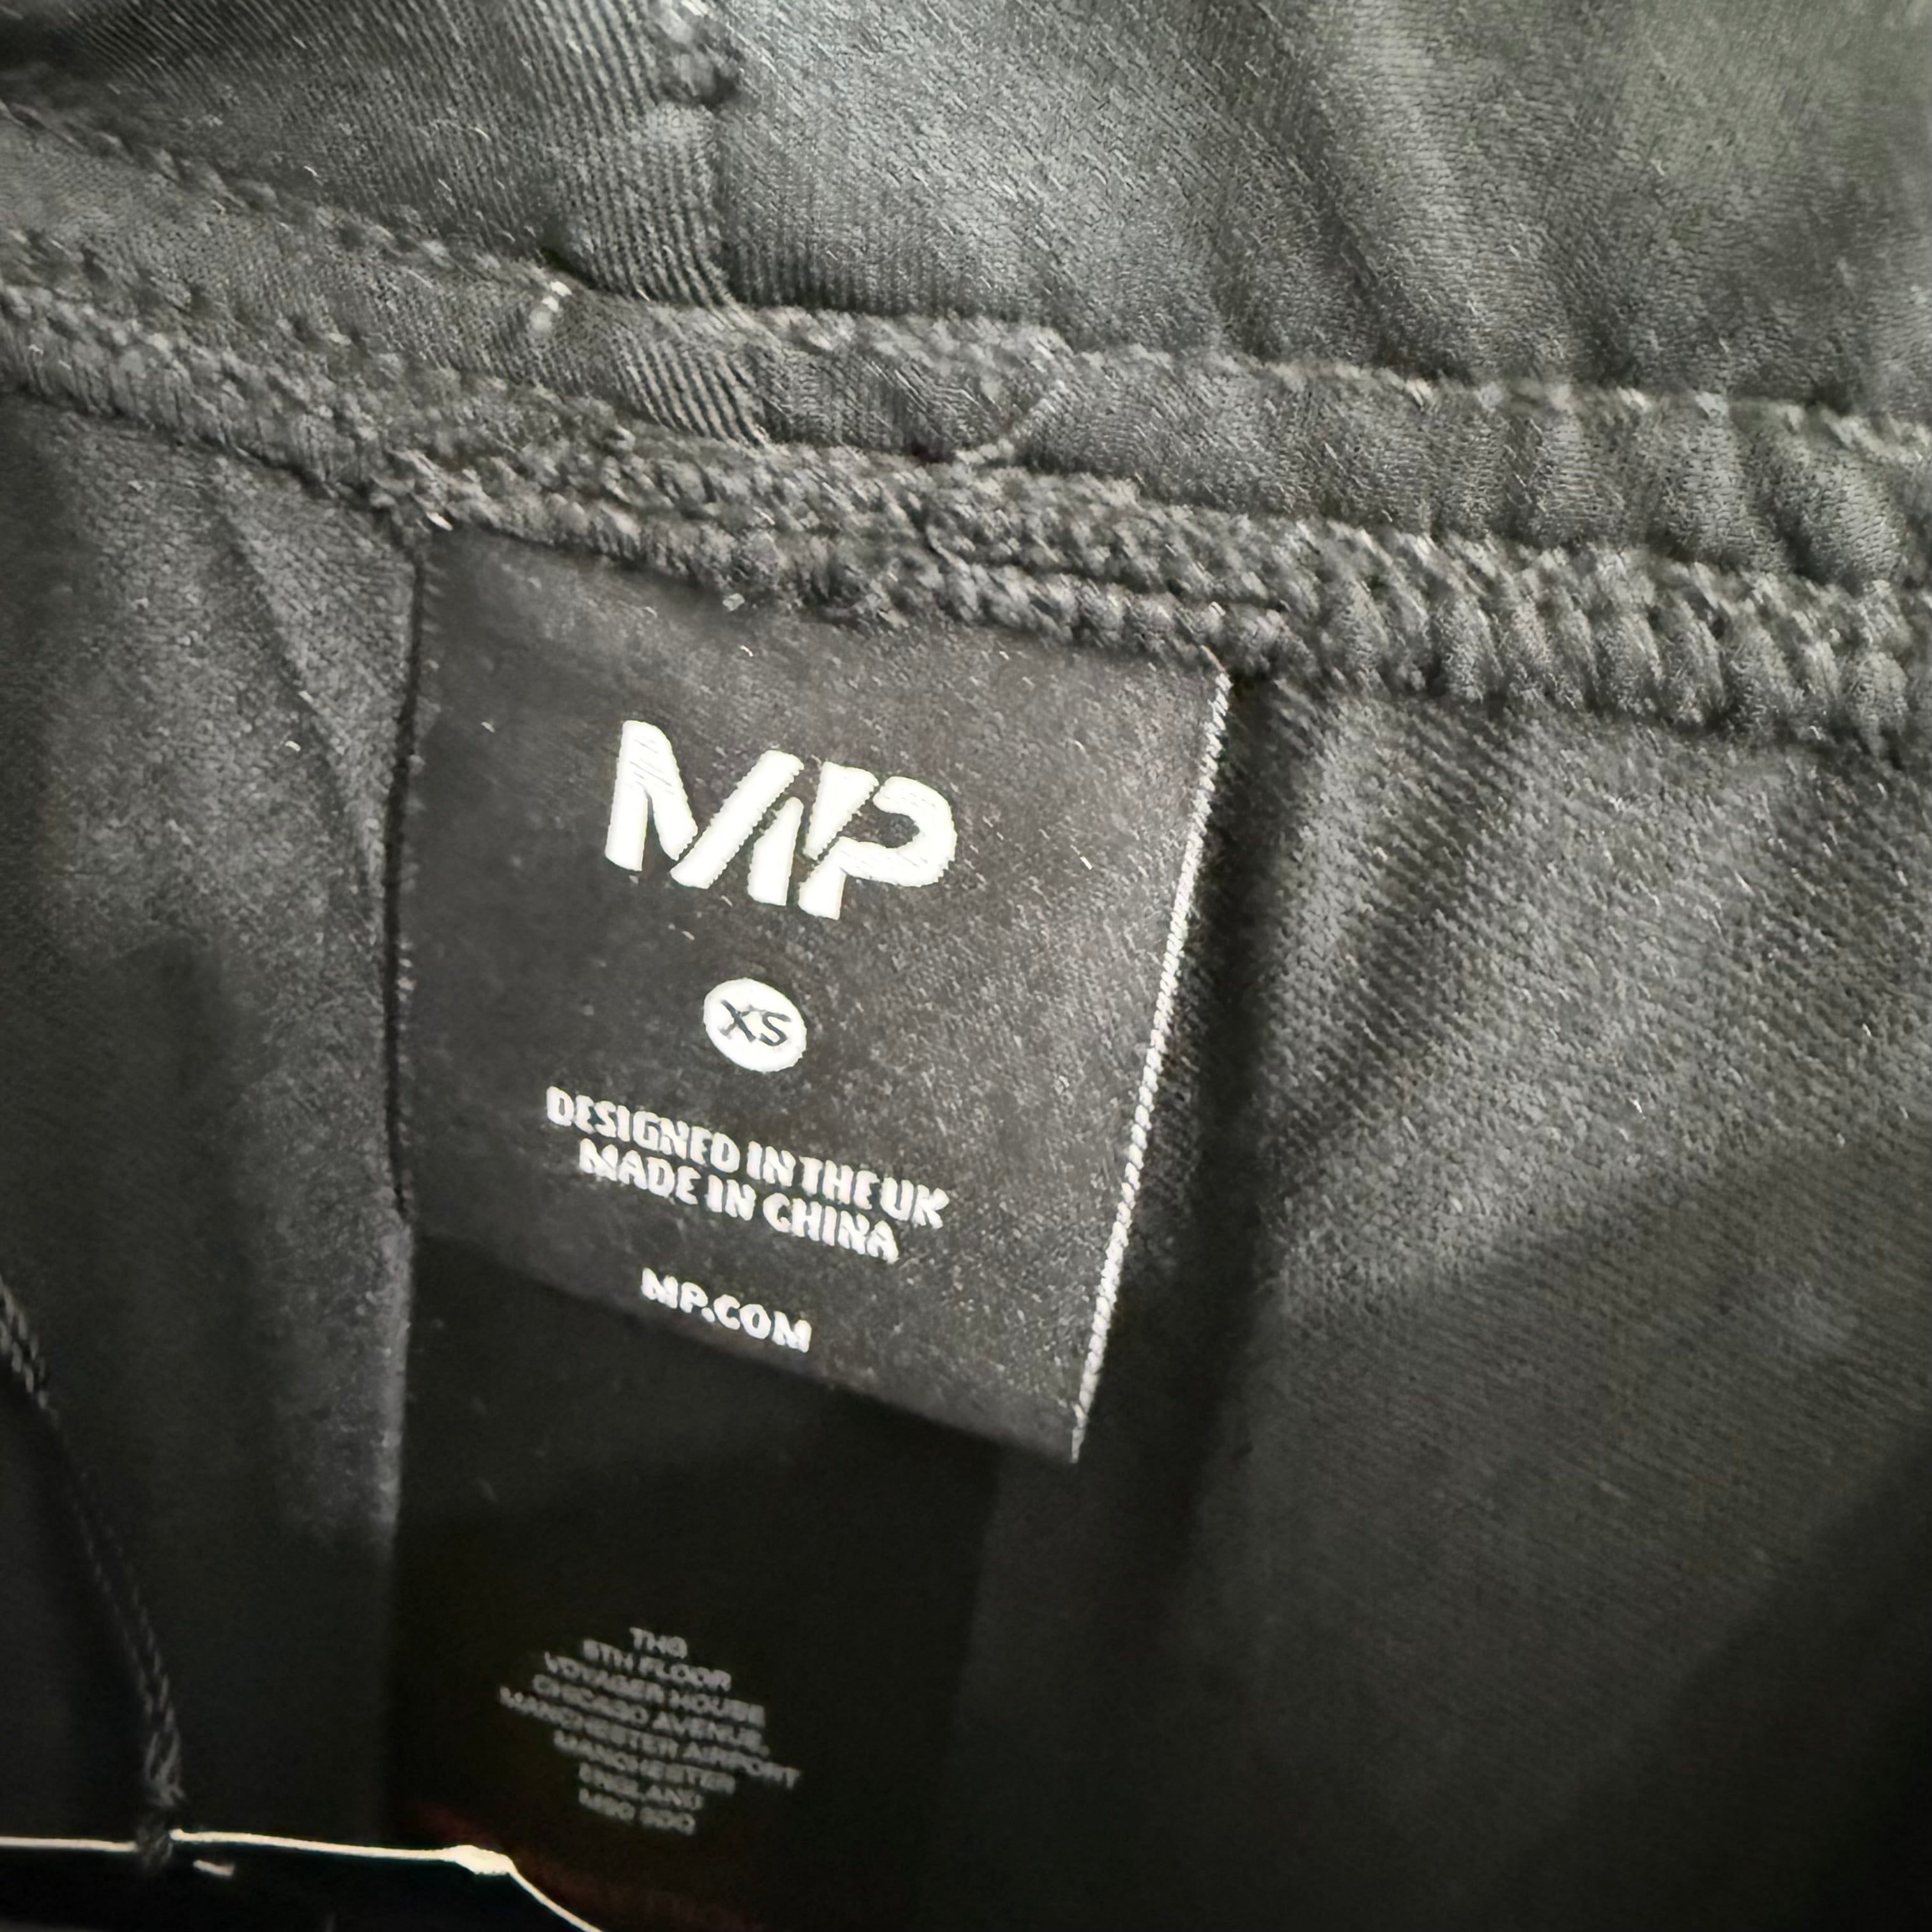 MP
XS
DESIGNED IN THE UK
MADE IN CHINA
MP.COM
THG
5TH FLOOR
VOYAGER HOUSE
CHICAGO AVENUE,
MANCHESTER AIRPORT
MANCHESTER
ENGLAND
M90 3DQ